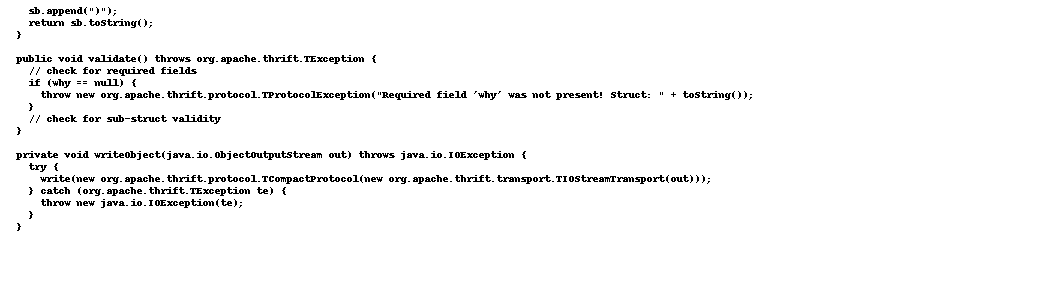 sb.append(")");
return sb.toString();
}
public void validate() throws org.apache.thrift.TException {
// check for required fields
if (why == null) {
throw new org.apache.thrift.protocol.TProtocolException("Required field 'why' was not present! Struct: " + toString());
}
// check for sub-struct validity
}
private void writeObject(java.io.ObjectOutputStream out) throws java.io.IOException {
try {
write(new org.apache.thrift.protocol.TCompactProtocol(new org.apache.thrift.transport.TIOStreamTransport(out)));
} catch (org.apache.thrift.TException te) {
throw new java.io.IOException(te);
}
}